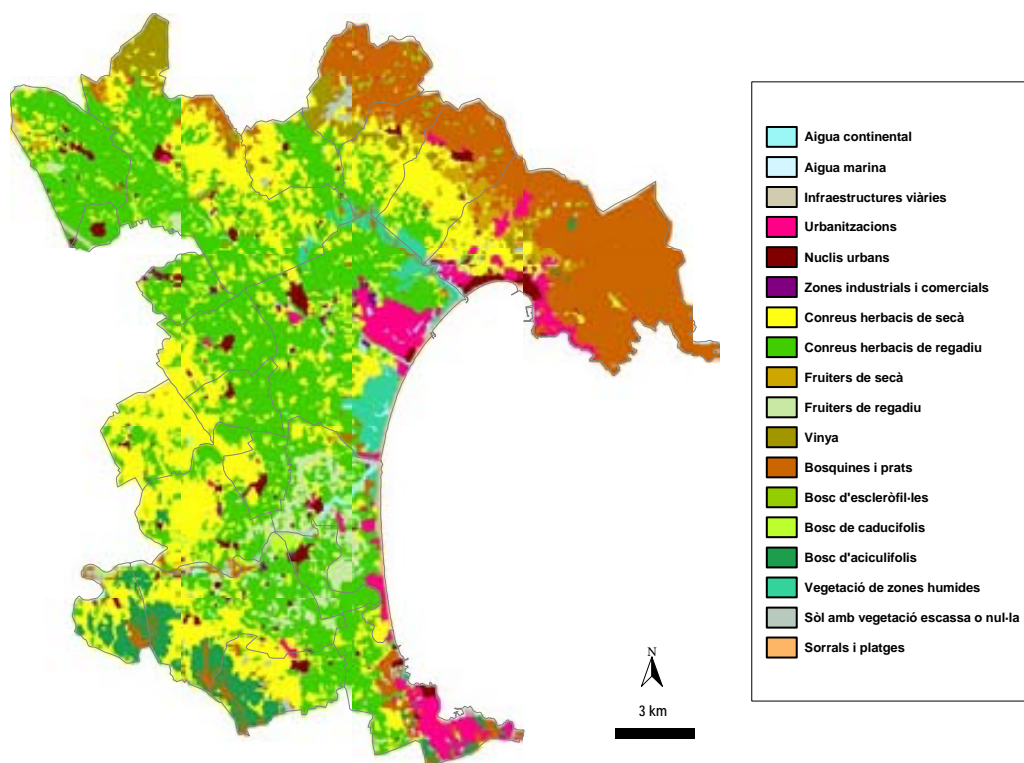 Aigua continental
Aigua marina
Infraestructures viàries
Urbanitzacions
Nuclis urbans
Zones industrials i comercials
Conreus herbacis de secà
Conreus herbacis de regadiu
Fruiters de secà
Fruiters de regadiu
Vinya
Bosquines i prats
Bosc d'escleròfil·les
Bosc de caducifolis
Bosc d'aciculifolis
Vegetació de zones humides
Sòl amb vegetació escassa o nul·la
Sorrals i platges
N
3 km